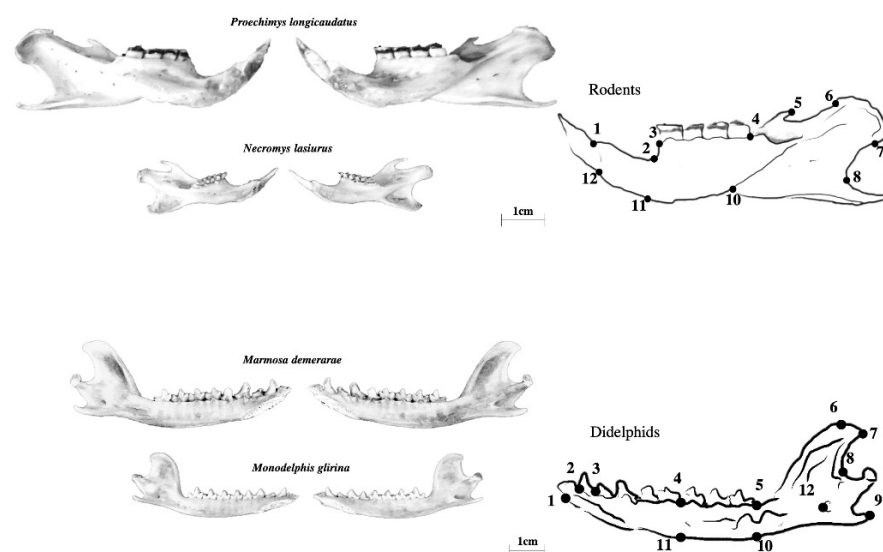 Proechimys longicaudatus
Rodents
6
5
4
3
1
2
7
Necromys lasiurus
12
8
10
11
1cm
Marmosa demerarae
6
Didelphids
7
Monodelphis glirina
8
2 3
4
5
12
1
9
11
10
1cm